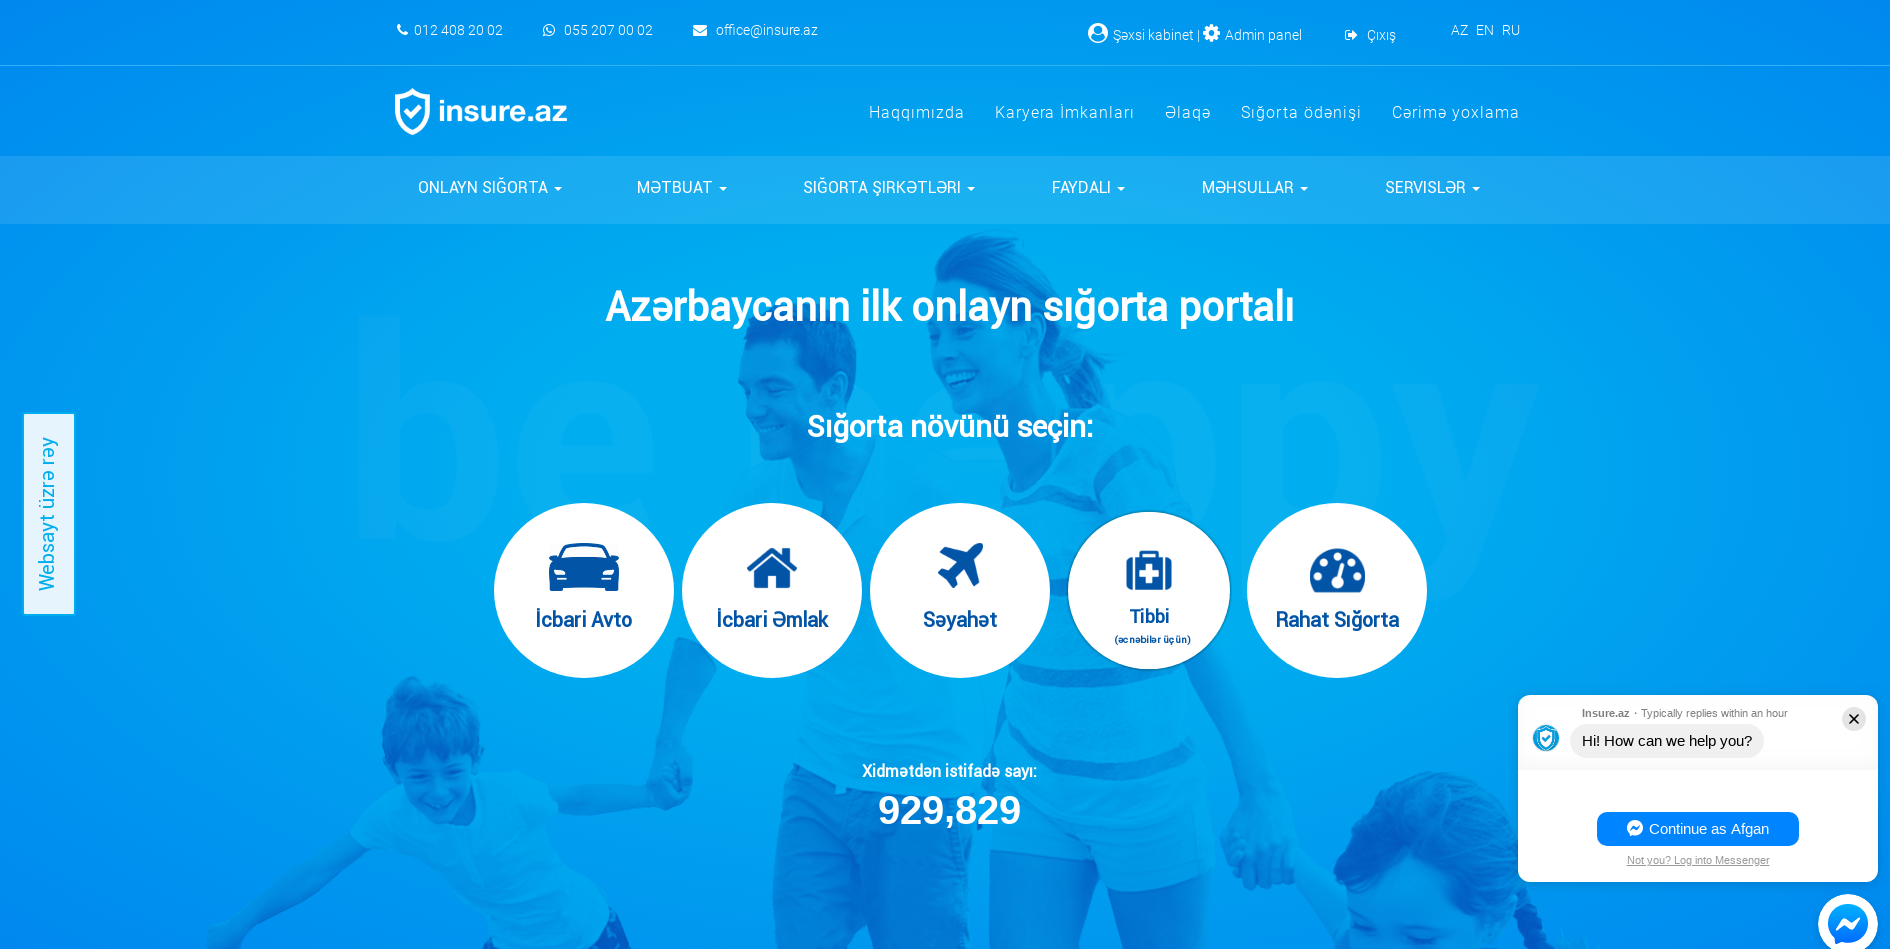 012 408 20 02
055 207 00 02
office@insure.az
Şəxsi kabinet | Admin panel
Çıxış
AZ EN RU
insure.az
Haqqımızda
Karyera İmkanları
Əlaqə
Sığorta ödənişi
Cərimə yoxlama
ONLAYN SIĞORTA
MƏTBUAT
SIĞORTA ŞIRKƏTLƏRI
FAYDALI
MƏHSULLAR
SERVISLƏR
be happy
Azərbaycanın ilk onlayn sığorta portalı
Sığorta növünü seçin:
Websayt üzrə rəy
İcbari Avto
İcbari Əmlak
Səyahət
Tibbi
(əcnəbilər üçün)
Rahat Sığorta
Xidmətdən istifadə sayı:
929,829
Insure.az · Typically replies within an hour
Hi! How can we help you?
Continue as Afgan
Not you? Log into Messenger